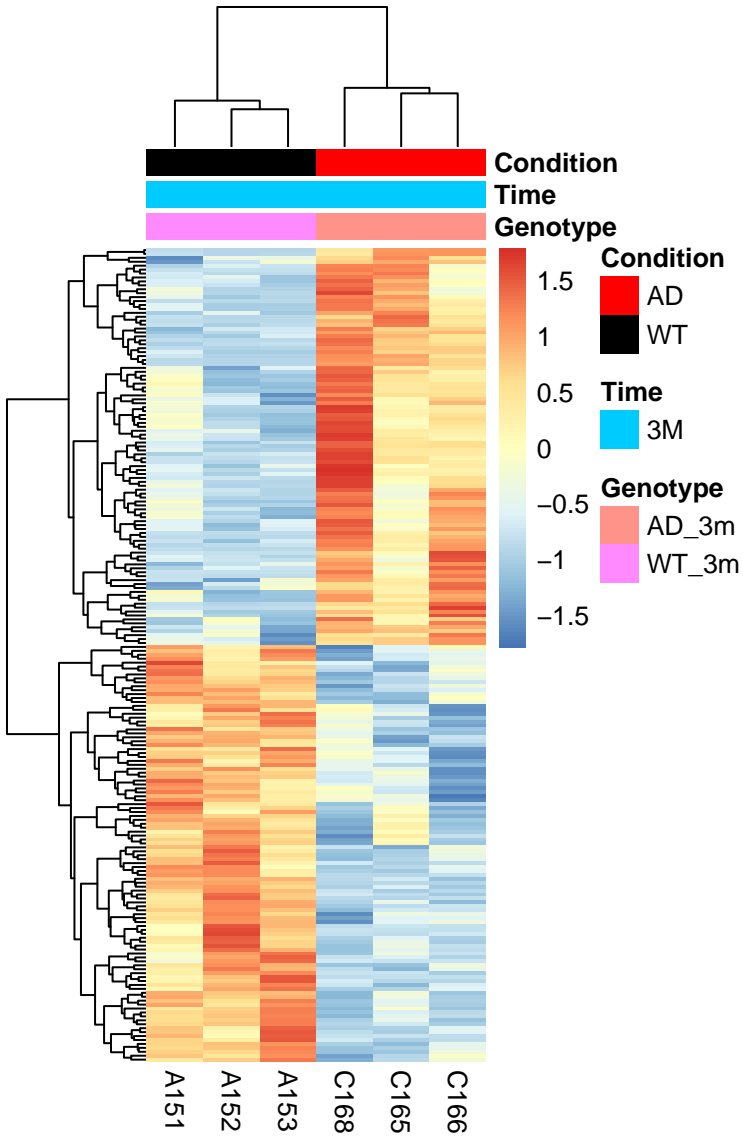 Condition
Time
Genotype
1.5
1
0.5
0
−0.5
−1
−1.5
Condition
AD
WT
Time
3M
Genotype
AD_3m
WT_3m
A151
A152
A153
C168
C165
C166